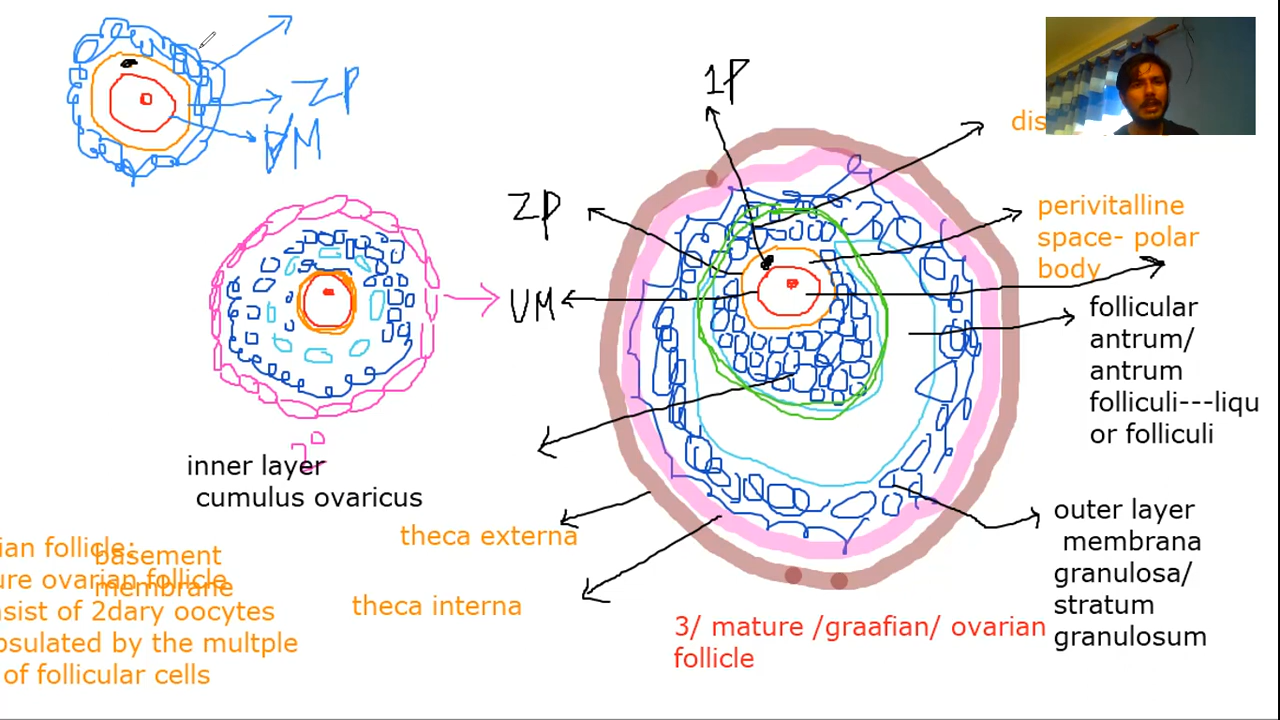 ZP
VM
1P
dis
ZP
perivitalline
space- polar
body
VM
follicular
antrum/
antrum
folliculi---liqu
or folliculi
2°
inner layer
cumulus ovaricus
outer layer
membrana
granulosa/
stratum
granulosum
theca externa
ian follicle:
basement
membrane
ure ovarian follicle
nsist of 2dary oocytes
theca interna
psulated by the multple
of follicular cells
3/ mature /graafian/ ovarian
follicle